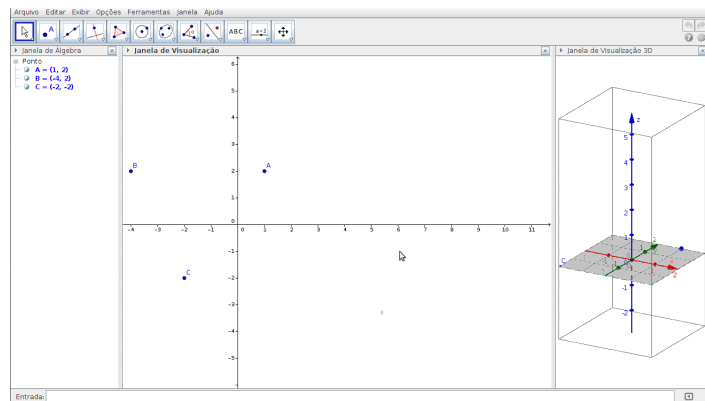 Arquivo Editar Exibir Opções Ferramentas Janela Ajuda
ABC a=2
Janela de Álgebra
Janela de Visualização
Janela de Visualização 3D
Ponto
A = (1, 2)
B = (-4, 2)
C = (-2, -2)
6
5
4
3
2
1
0
-1
-2
-3
-4
-5
-4 -3 -2 -1 0 1 2 3 4 5 6 7 8 9 10 11
B
A
C
z
5
4
3
2
1
-1
-2
C
2
Entrada: